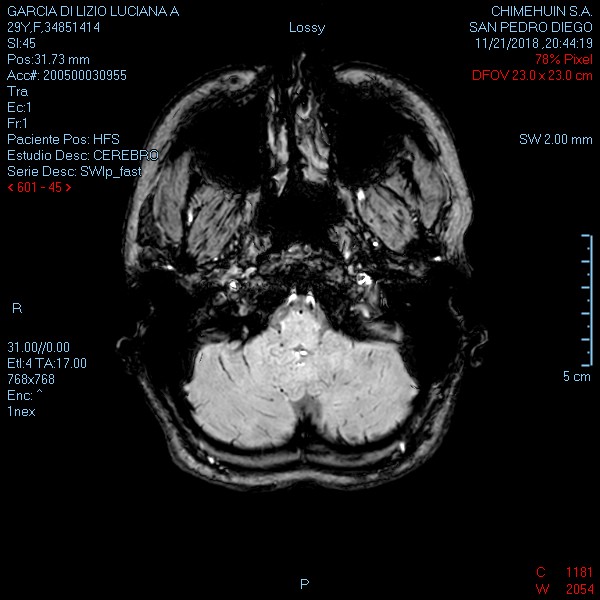 GARCIA DI LIZIO LUCIANA A
29Y,F,34851414
Sl:45
Pos:31.73 mm
Acc#: 200500030955
Tra
Ec:1
Fr:1
Paciente Pos: HFS
Estudio Desc: CEREBRO
Serie Desc: SWIp_fast
< 601 - 45 >
Lossy
CHIMEHUIN S.A.
SAN PEDRO DIEGO
11/21/2018 ,20:44:19
78% Pixel
DFOV 23.0 x 23.0 cm
SW 2.00 mm
R
31.00//0.00
Etl:4 TA:17.00
768x768
Enc: ^
1nex
5 cm
P
C 1181
W 2054